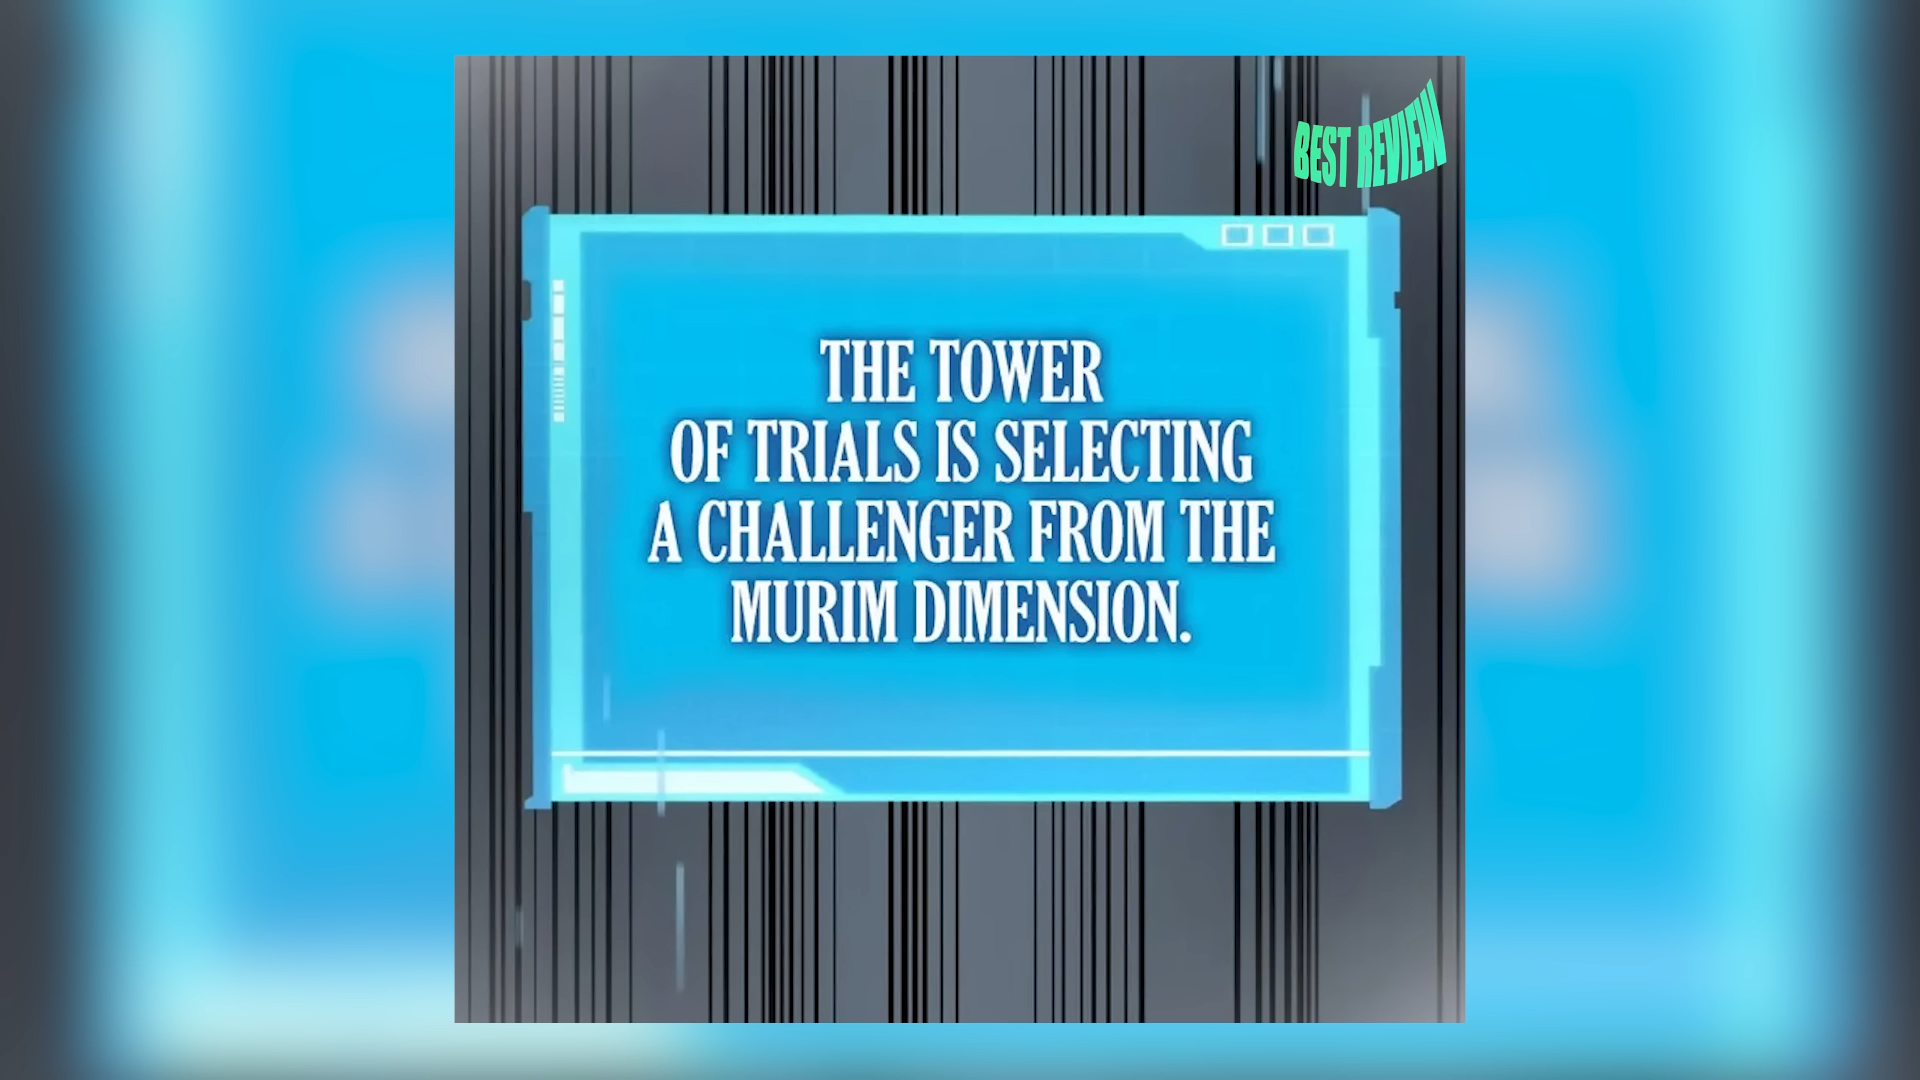 BEST REVIEW
THE TOWER
OF TRIALS IS SELECTING
A CHALLENGER FROM THE
MURIM DIMENSION.